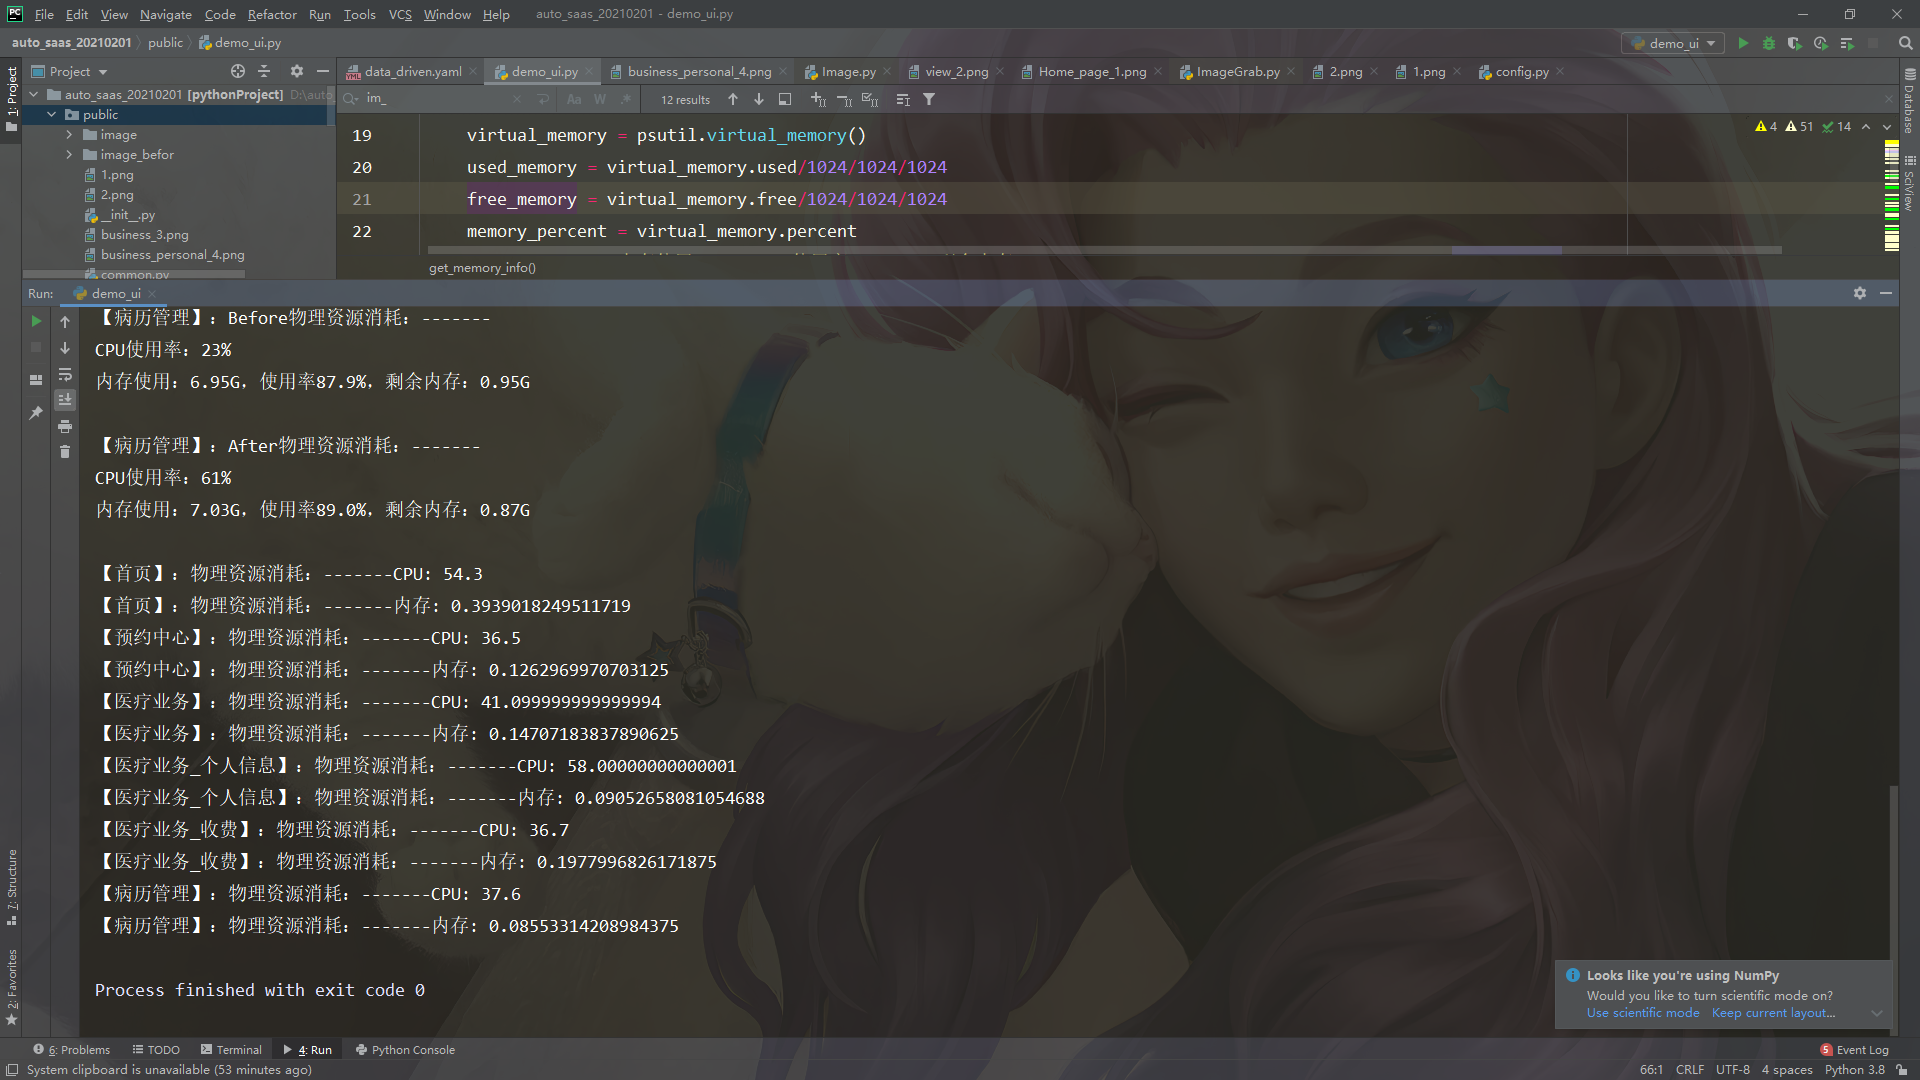 File Edit View Navigate Code Refactor Run Tools VCS Window Help auto_saas_20210201 - demo_ui.py
auto_saas_20210201 public demo_ui.py demo_ui
Project data_driven.yaml demo_ui.py business_personal_4.png Image.py view_2.png Home_page_1.png ImageGrab.py 2.png 1.png config.py
1: Project
auto_saas_20210201 [pythonProject] D:\auto_
public
image
image_befor
1.png
2.png
__init__.py
business_3.png
business_personal_4.png
common.py
im_ Aa W .* 12 results
4 51 14
19 virtual_memory = psutil.virtual_memory()
20 used_memory = virtual_memory.used/1024/1024/1024
21 free_memory = virtual_memory.free/1024/1024/1024
22 memory_percent = virtual_memory.percent
get_memory_info()
Database
SciView
Run: demo_ui
【病历管理】：Before物理资源消耗：-------
CPU使用率：23%
内存使用：6.95G，使用率87.9%，剩余内存：0.95G
【病历管理】：After物理资源消耗：-------
CPU使用率：61%
内存使用：7.03G，使用率89.0%，剩余内存：0.87G
【首页】：物理资源消耗：-------CPU: 54.3
【首页】：物理资源消耗：-------内存: 0.3939018249511719
【预约中心】：物理资源消耗：-------CPU: 36.5
【预约中心】：物理资源消耗：-------内存: 0.1262969970703125
【医疗业务】：物理资源消耗：-------CPU: 41.099999999999994
【医疗业务】：物理资源消耗：-------内存: 0.14707183837890625
【医疗业务_个人信息】：物理资源消耗：-------CPU: 58.00000000000001
【医疗业务_个人信息】：物理资源消耗：-------内存: 0.09052658081054688
【医疗业务_收费】：物理资源消耗：-------CPU: 36.7
【医疗业务_收费】：物理资源消耗：-------内存: 0.1977996826171875
【病历管理】：物理资源消耗：-------CPU: 37.6
【病历管理】：物理资源消耗：-------内存: 0.08553314208984375
Process finished with exit code 0
7: Structure
2: Favorites
Looks like you're using NumPy
Would you like to turn scientific mode on?
Use scientific mode Keep current layout...
6: Problems TODO Terminal 4: Run Python Console 5 Event Log
System clipboard is unavailable (53 minutes ago) 66:1 CRLF UTF-8 4 spaces Python 3.8